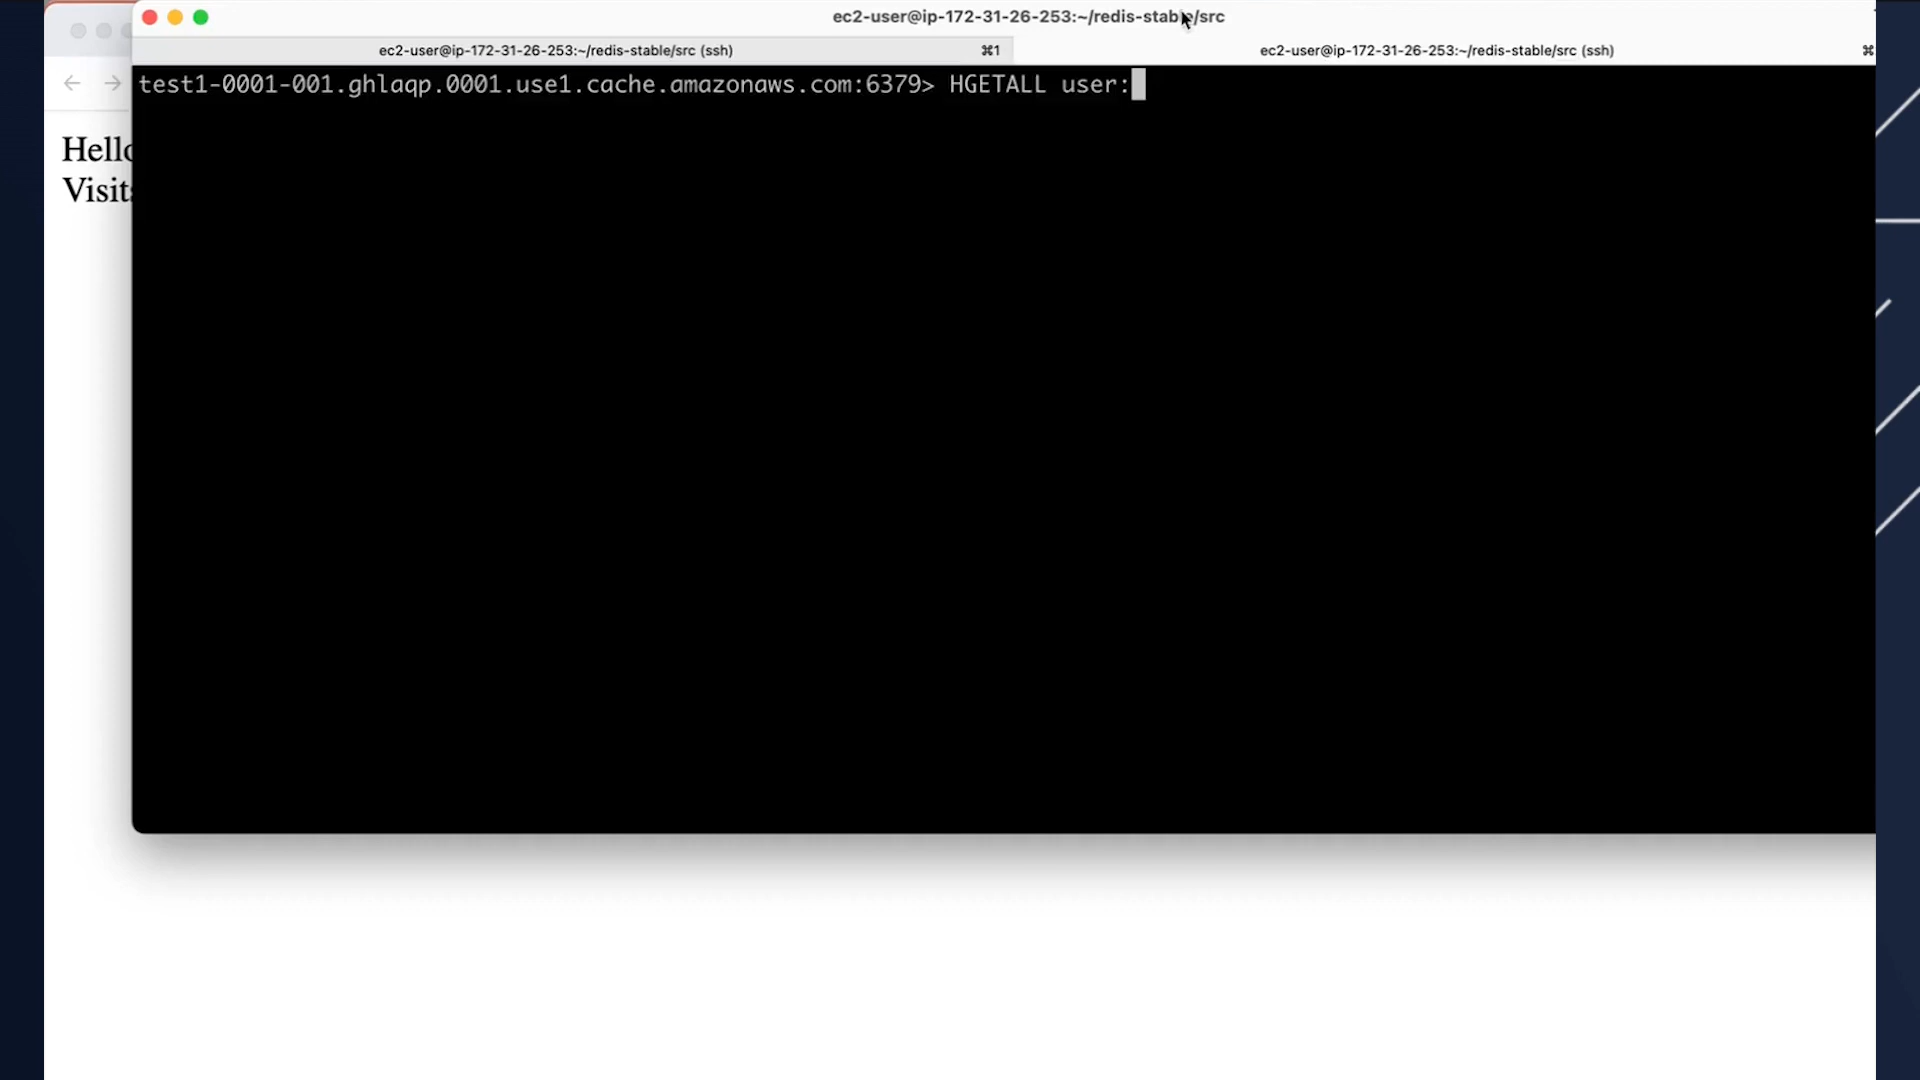 ec2-user@ip-172-31-26-253:~/redis-stable/src
ec2-user@ip-172-31-26-253:~/redis-stable/src (ssh) ⌘1
ec2-user@ip-172-31-26-253:~/redis-stable/src (ssh) ⌘
test1-0001-001.ghlaqp.0001.use1.cache.amazonaws.com:6379> HGETALL user:
Hello
Visits